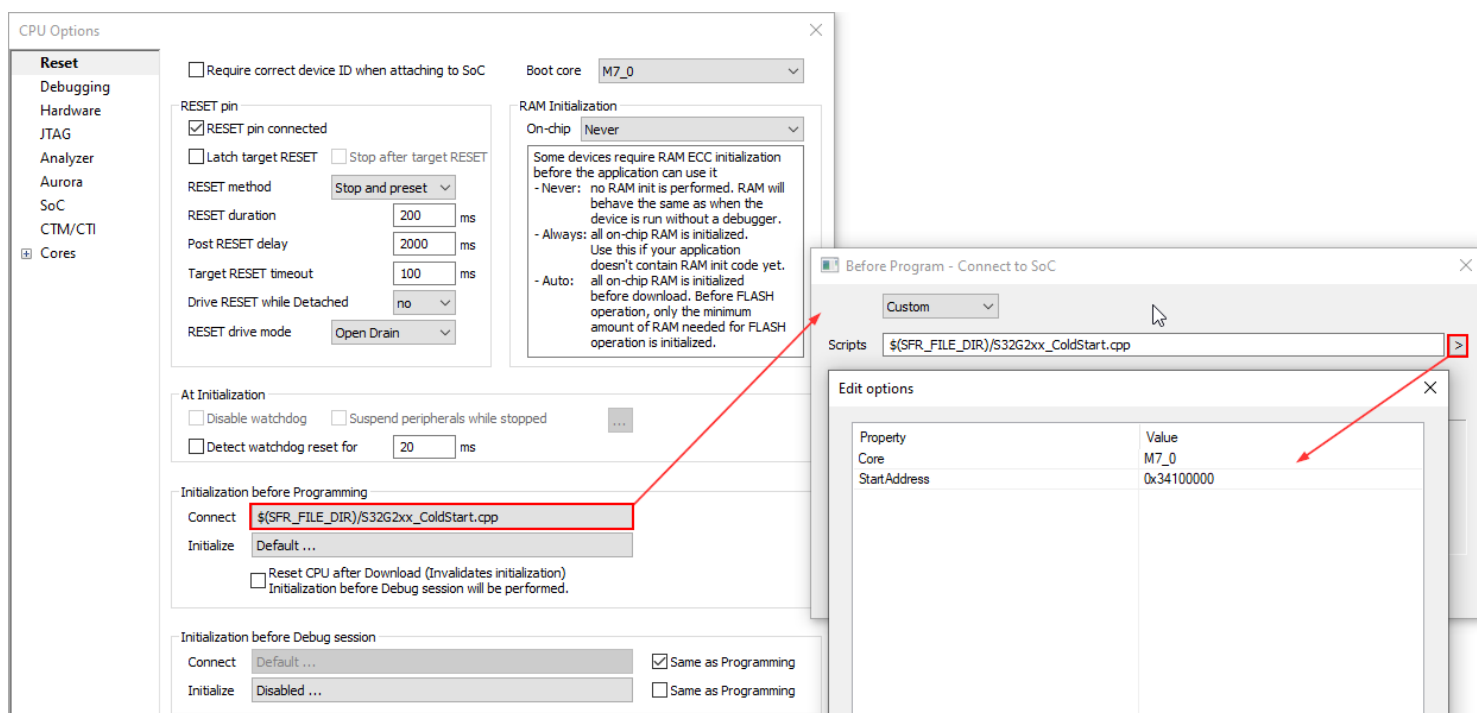 CPU Options
Reset
Debugging
Hardware
JTAG
Analyzer
Aurora
SoC
CTM/CTI
Cores
Require correct device ID when attaching to SoC
Boot core M7_0
RESET pin
RESET pin connected
Latch target RESET Stop after target RESET
RESET method Stop and preset
RESET duration 200 ms
Post RESET delay 2000 ms
Target RESET timeout 100 ms
Drive RESET while Detached no
RESET drive mode Open Drain
RAM Initialization
On-chip Never
Some devices require RAM ECC initialization
before the application can use it
- Never: no RAM init is performed. RAM will
behave the same as when the
device is run without a debugger.
- Always: all on-chip RAM is initialized.
Use this if your application
doesn't contain RAM init code yet.
- Auto: all on-chip RAM is initialized
before download. Before FLASH
operation, only the minimum
amount of RAM needed for FLASH
operation is initialized.
At Initialization
Disable watchdog Suspend peripherals while stopped ...
Detect watchdog reset for 20 ms
Initialization before Programming
Connect $(SFR_FILE_DIR)/S32G2xx_ColdStart.cpp
Initialize Default ...
Reset CPU after Download (Invalidates initialization)
Initialization before Debug session will be performed.
Initialization before Debug session
Connect Default ... Same as Programming
Initialize Disabled ... Same as Programming
Before Program - Connect to SoC
Custom
Scripts $(SFR_FILE_DIR)/S32G2xx_ColdStart.cpp >
Edit options
Property Value
Core M7_0
StartAddress 0x34100000